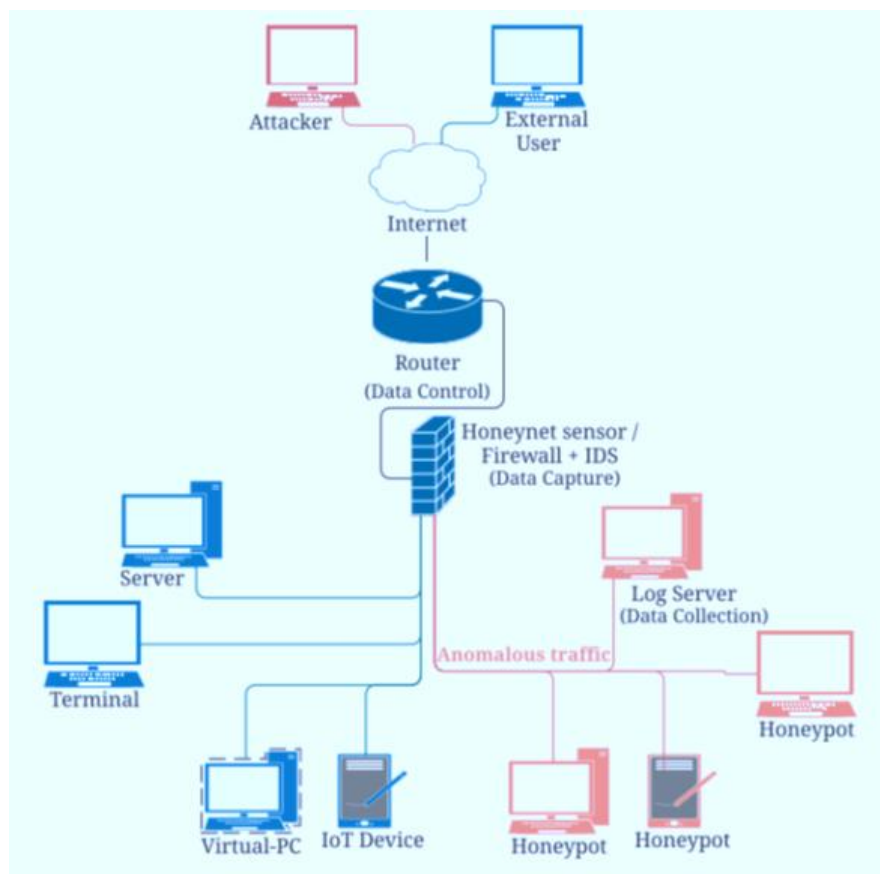 Attacker
External
User
Internet
Router
(Data Control)
Honeynet sensor /
Firewall + IDS
(Data Capture)
Server
Log Server
(Data Collection)
Anomalous traffic
Terminal
Honeypot
Virtual-PC
IoT Device
Honeypot
Honeypot